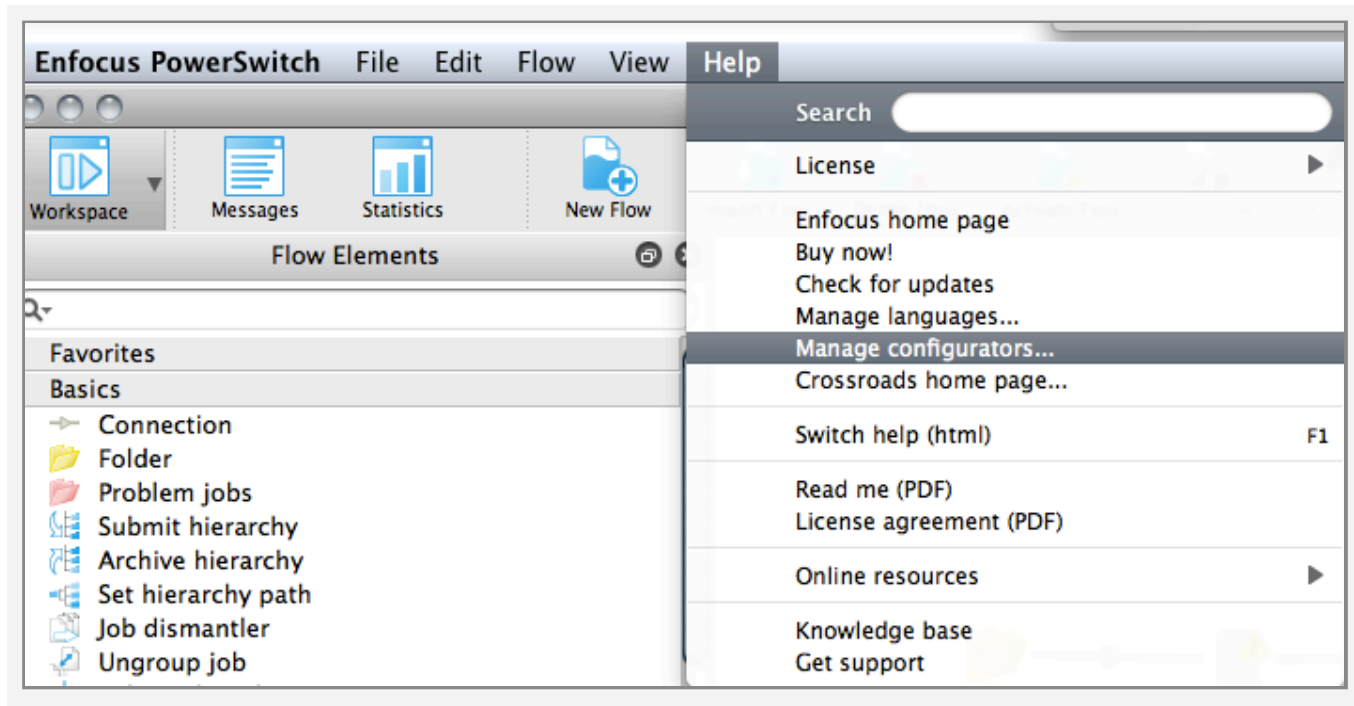 Enfocus PowerSwitch File Edit Flow View Help
Search
Workspace Messages Statistics New Flow
License
Flow Elements
Enfocus home page
Buy now!
Check for updates
Manage languages...
Manage configurators...
Crossroads home page...
Switch help (html) F1
Read me (PDF)
License agreement (PDF)
Online resources
Knowledge base
Get support
Favorites
Basics
Connection
Folder
Problem jobs
Submit hierarchy
Archive hierarchy
Set hierarchy path
Job dismantler
Ungroup job